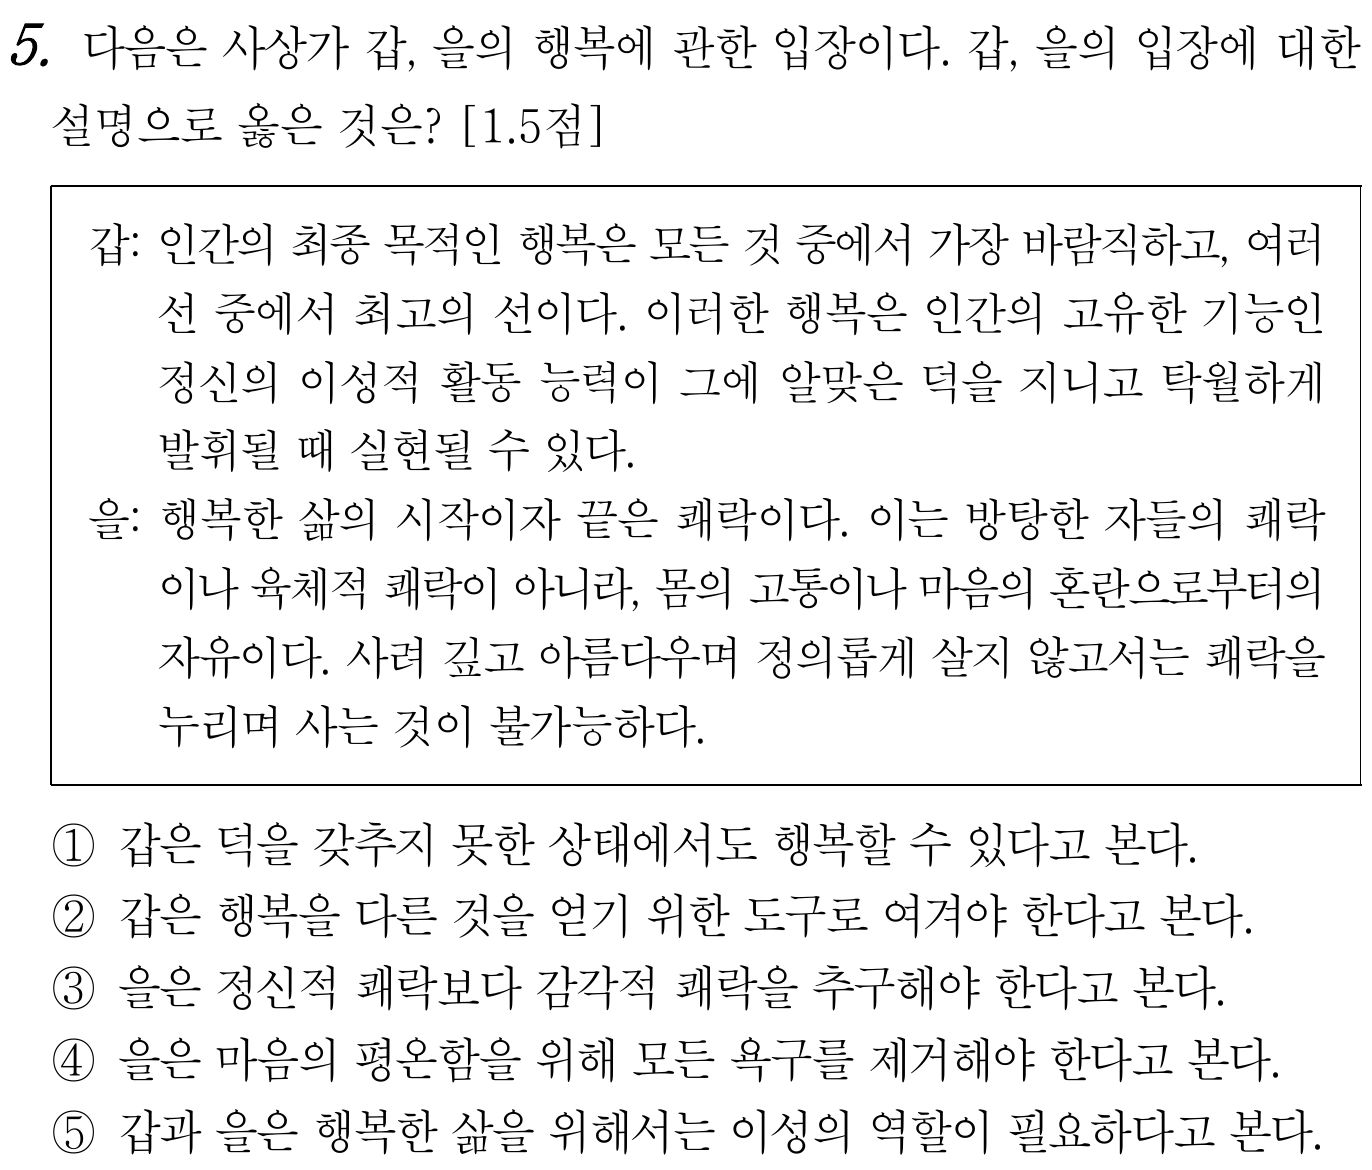 5. 다음은 사상가 갑, 을의 행복에 관한 입장이다. 갑, 을의 입장에 대한
설명으로 옳은 것은? [1.5점]
갑: 인간의 최종 목적인 행복은 모든 것 중에서 가장 바람직하고, 여러
선 중에서 최고의 선이다. 이러한 행복은 인간의 고유한 기능인
정신의 이성적 활동 능력이 그에 알맞은 덕을 지니고 탁월하게
발휘될 때 실현될 수 있다.
을: 행복한 삶의 시작이자 끝은 쾌락이다. 이는 방탕한 자들의 쾌락
이나 육체적 쾌락이 아니라, 몸의 고통이나 마음의 혼란으로부터의
자유이다. 사려 깊고 아름다우며 정의롭게 살지 않고서는 쾌락을
누리며 사는 것이 불가능하다.
① 갑은 덕을 갖추지 못한 상태에서도 행복할 수 있다고 본다.
② 갑은 행복을 다른 것을 얻기 위한 도구로 여겨야 한다고 본다.
③ 을은 정신적 쾌락보다 감각적 쾌락을 추구해야 한다고 본다.
④ 을은 마음의 평온함을 위해 모든 욕구를 제거해야 한다고 본다.
⑤ 갑과 을은 행복한 삶을 위해서는 이성의 역할이 필요하다고 본다.